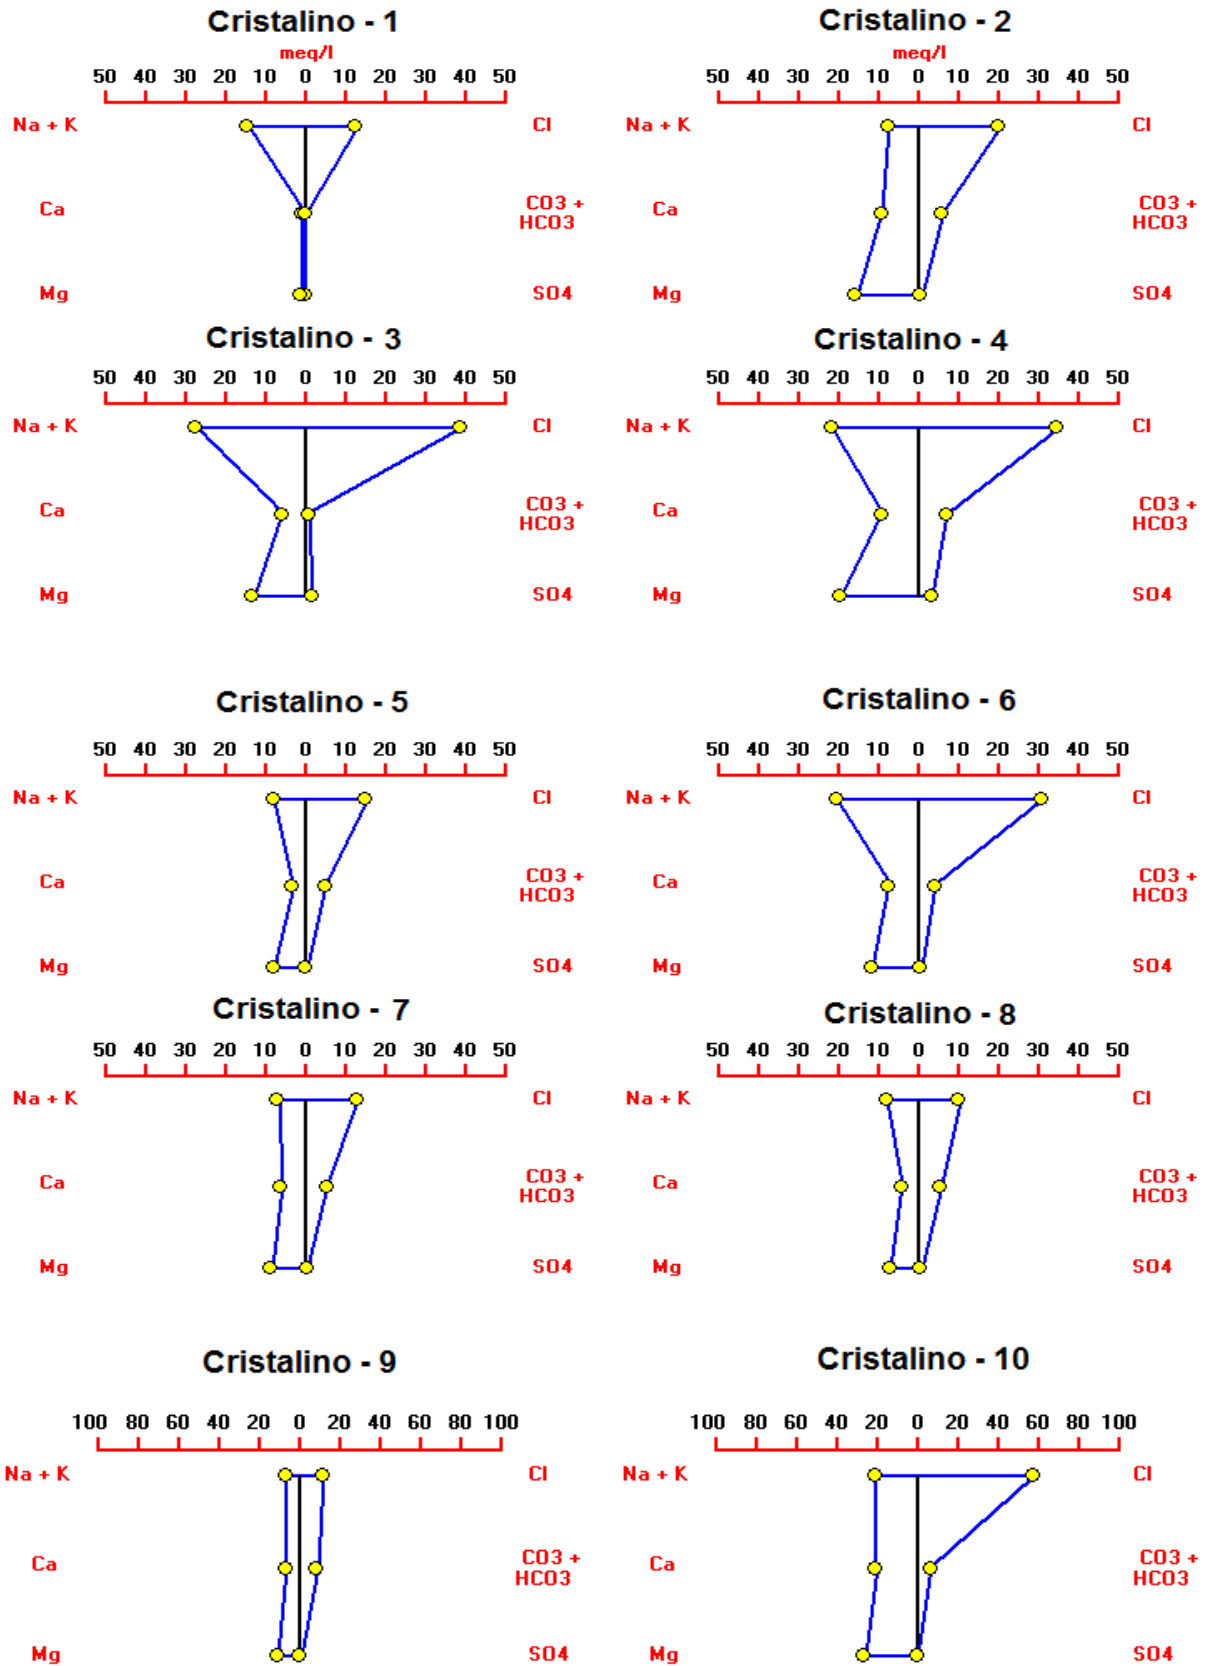 Cristalino - 1
Cristalino - 2
meq/l
meq/l
50 40 30 20 10 0 10 20 30 40 50
50 40 30 20 10 0 10 20 30 40 50
Na + K
Cl
Na + K
Cl
Ca
CO3 +
HCO3
Ca
CO3 +
HCO3
Mg
SO4
Mg
SO4
Cristalino - 3
Cristalino - 4
50 40 30 20 10 0 10 20 30 40 50
50 40 30 20 10 0 10 20 30 40 50
Na + K
Cl
Na + K
Cl
Ca
CO3 +
HCO3
Ca
CO3 +
HCO3
Mg
SO4
Mg
SO4
Cristalino - 5
Cristalino - 6
50 40 30 20 10 0 10 20 30 40 50
50 40 30 20 10 0 10 20 30 40 50
Na + K
Cl
Na + K
Cl
Ca
CO3 +
HCO3
Ca
CO3 +
HCO3
Mg
SO4
Mg
SO4
Cristalino - 7
Cristalino - 8
50 40 30 20 10 0 10 20 30 40 50
50 40 30 20 10 0 10 20 30 40 50
Na + K
Cl
Na + K
Cl
Ca
CO3 +
HCO3
Ca
CO3 +
HCO3
Mg
SO4
Mg
SO4
Cristalino - 9
Cristalino - 10
100 80 60 40 20 0 20 40 60 80 100
100 80 60 40 20 0 20 40 60 80 100
Na + K
Cl
Na + K
Cl
Ca
CO3 +
HCO3
Ca
CO3 +
HCO3
Mg
SO4
Mg
SO4